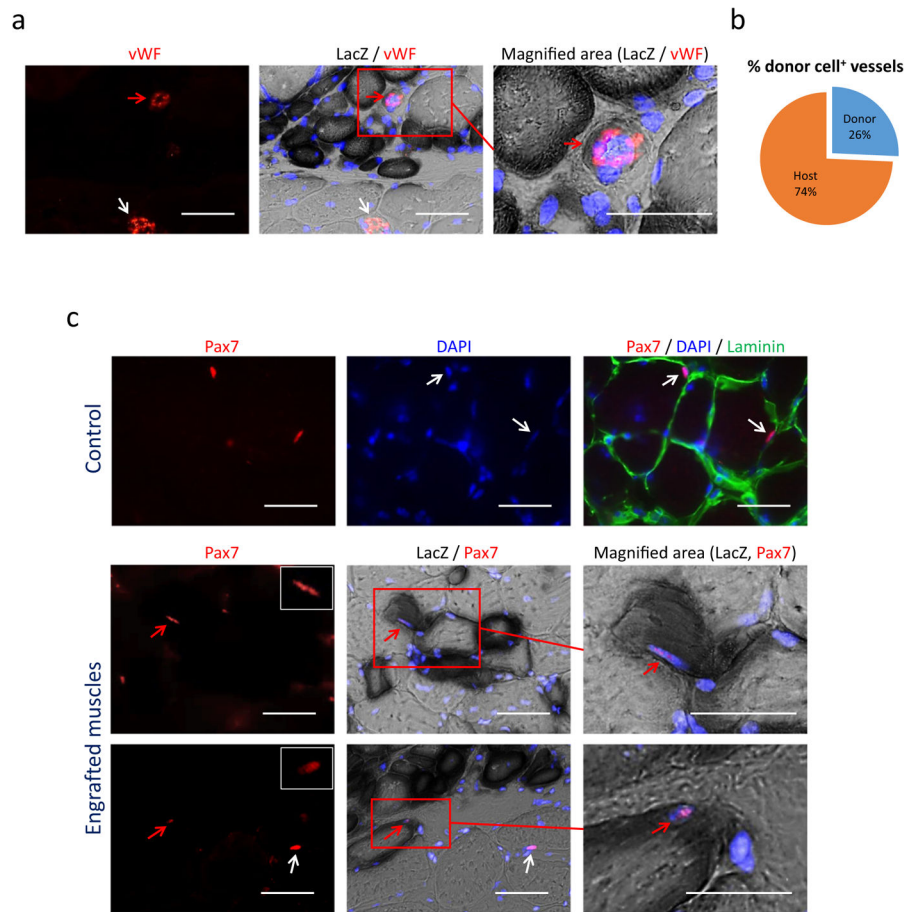 a
vWF
LacZ / vWF
Magnified area (LacZ / vWF)
b
% donor cell⁺ vessels
Donor
26%
Host
74%
c
Pax7
DAPI
Pax7 / DAPI / Laminin
Control
Pax7
LacZ / Pax7
Magnified area (LacZ, Pax7)
Engrafted muscles